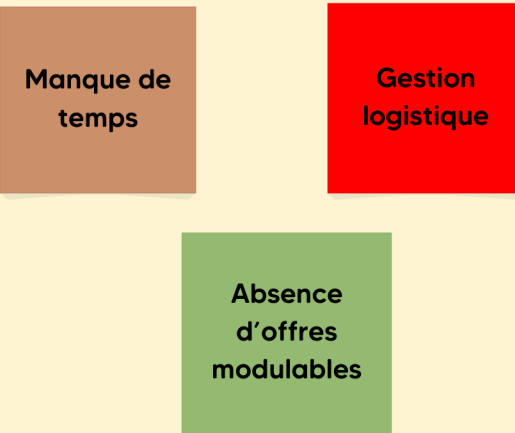 Manque de
temps
Gestion
logistique
Absence
d’offres
modulables